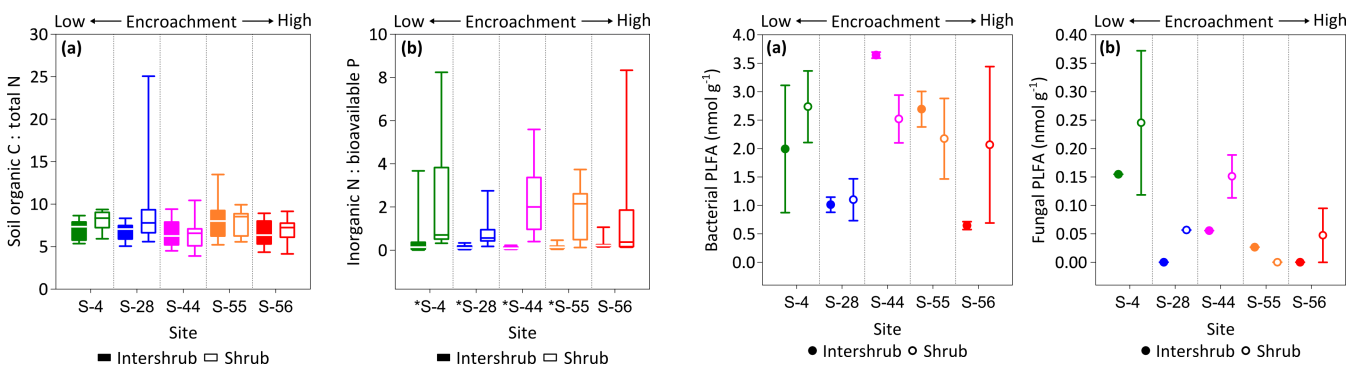 Low ← Encroachment → High
(a)
Soil organic C : total N
30
25
20
15
10
5
0
S-4 S-28 S-44 S-55 S-56
Site
Intershrub Shrub
Low ← Encroachment → High
(b)
Inorganic N : bioavailable P
10
8
6
4
2
0
*S-4 *S-28 *S-44 *S-55 S-56
Site
Intershrub Shrub
Low ← Encroachment → High
(a)
Bacterial PLFA (nmol g⁻¹)
4.0
3.5
3.0
2.5
2.0
1.5
1.0
0.5
0.0
S-4 S-28 S-44 S-55 S-56
Site
Intershrub Shrub
Low ← Encroachment → High
(b)
Fungal PLFA (nmol g⁻¹)
0.40
0.35
0.30
0.25
0.20
0.15
0.10
0.05
0.00
S-4 S-28 S-44 S-55 S-56
Site
Intershrub Shrub